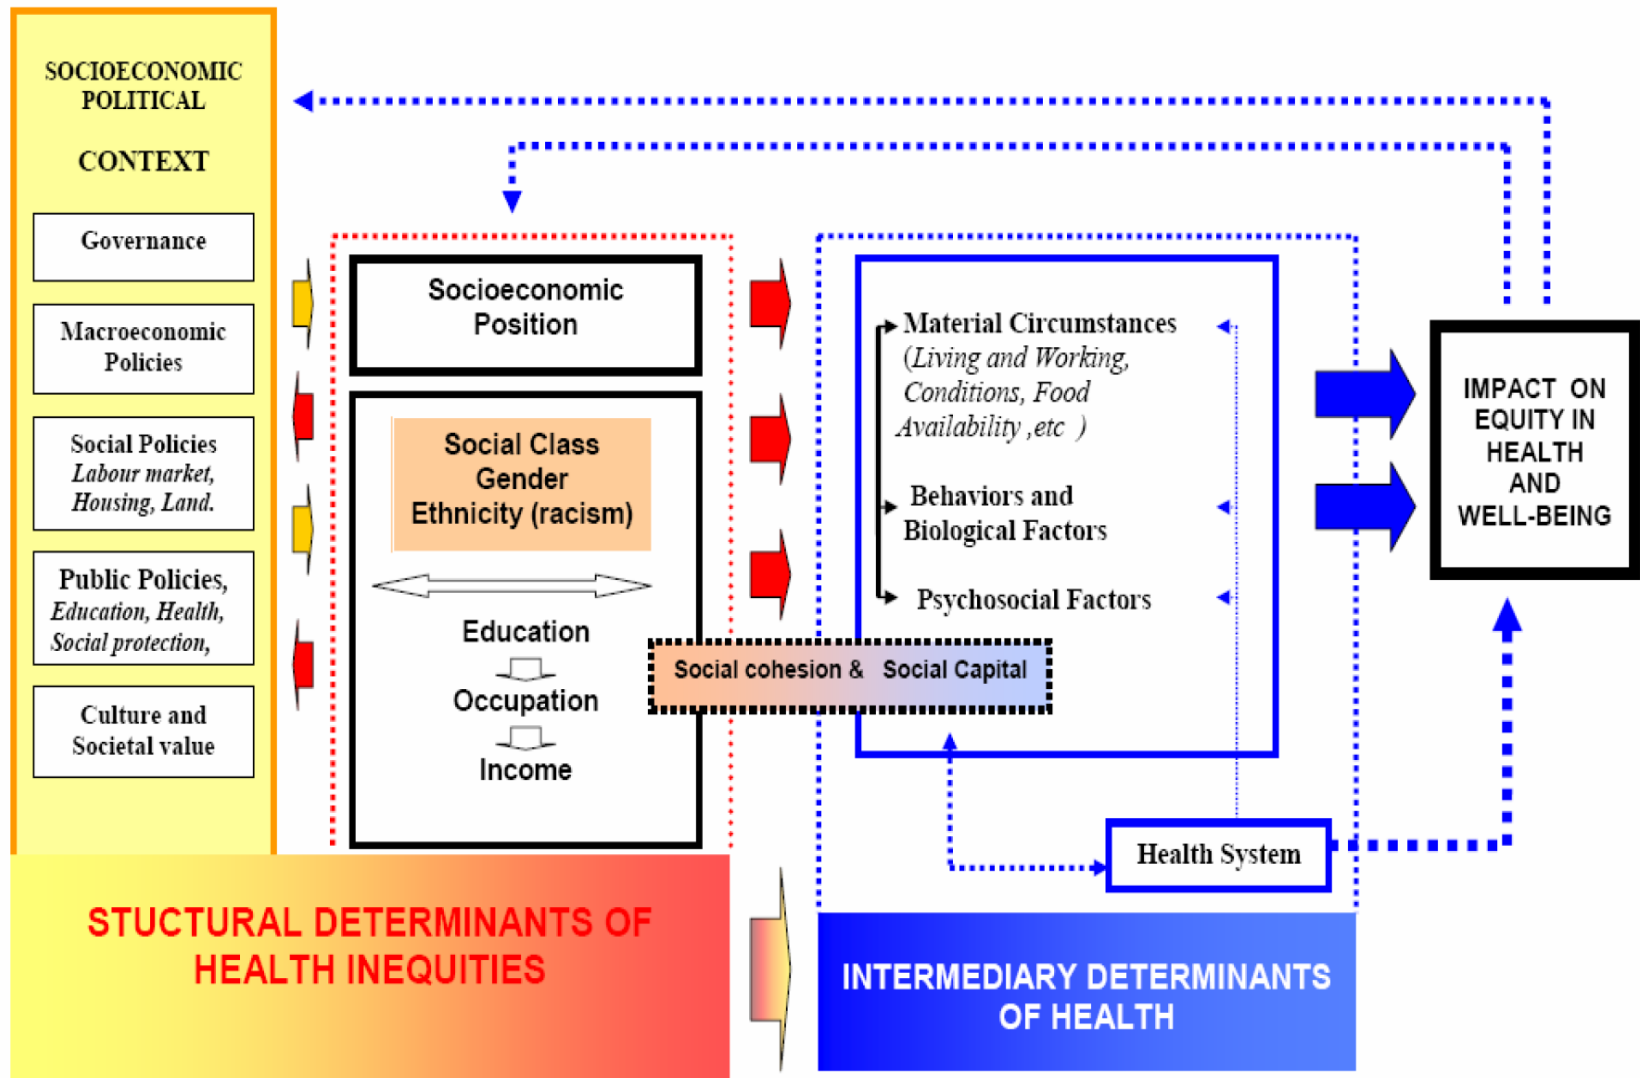 SOCIOECONOMIC
POLITICAL
CONTEXT
Governance
Macroeconomic
Policies
Social Policies
Labour market,
Housing, Land.
Public Policies,
Education, Health,
Social protection,
Culture and
Societal value
Socioeconomic
Position
Social Class
Gender
Ethnicity (racism)
Education
Occupation
Income
Social cohesion & Social Capital
Material Circumstances
(Living and Working,
Conditions, Food
Availability ,etc )
Behaviors and
Biological Factors
Psychosocial Factors
Health System
IMPACT ON
EQUITY IN
HEALTH
AND
WELL-BEING
STUCTURAL DETERMINANTS OF
HEALTH INEQUITIES
INTERMEDIARY DETERMINANTS
OF HEALTH